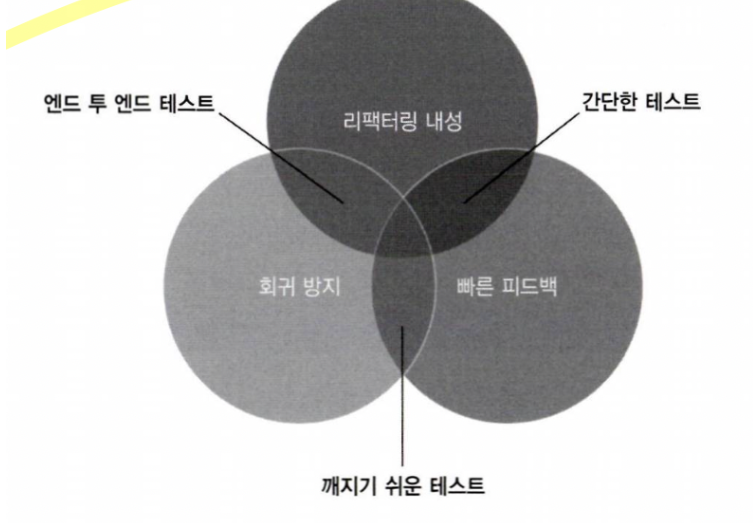 엔드 투 엔드 테스트
간단한 테스트
리팩터링 내성
회귀 방지
빠른 피드백
깨지기 쉬운 테스트